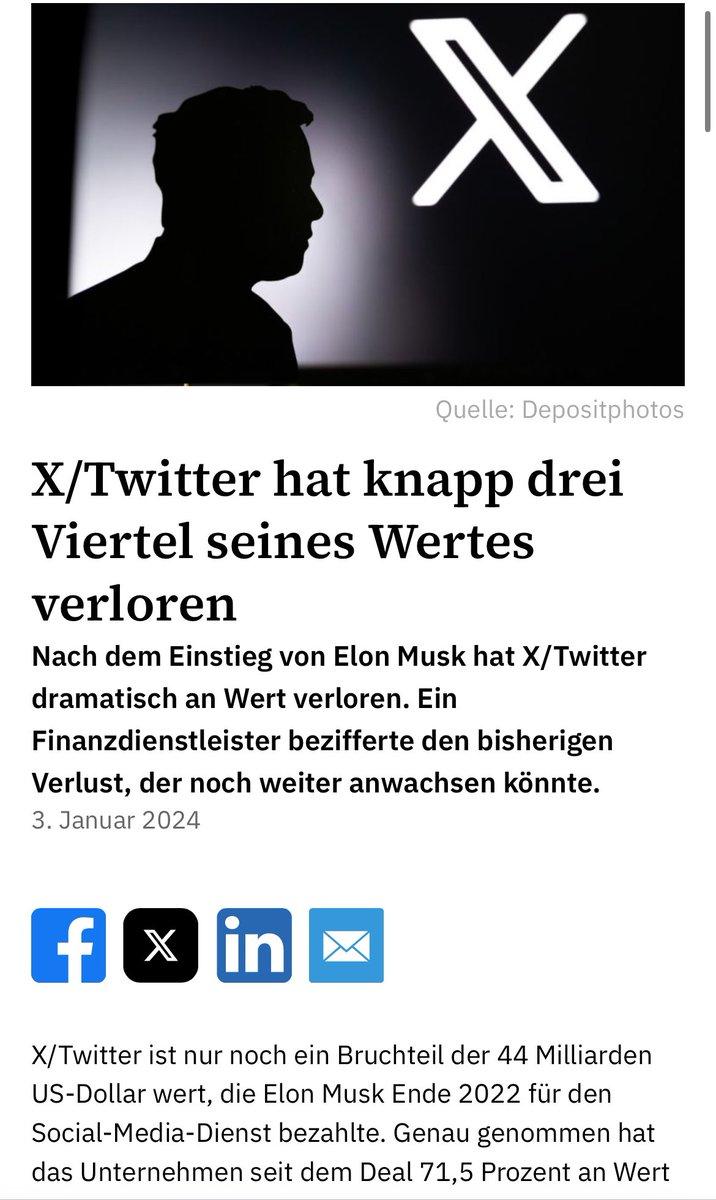 Quelle: Depositphotos
X/Twitter hat knapp drei
Viertel seines Wertes
verloren
Nach dem Einstieg von Elon Musk hat X/Twitter
dramatisch an Wert verloren. Ein
Finanzdienstleister bezifferte den bisherigen
Verlust, der noch weiter anwachsen könnte.
3. Januar 2024
X/Twitter ist nur noch ein Bruchteil der 44 Milliarden
US-Dollar wert, die Elon Musk Ende 2022 für den
Social-Media-Dienst bezahlte. Genau genommen hat
das Unternehmen seit dem Deal 71,5 Prozent an Wert